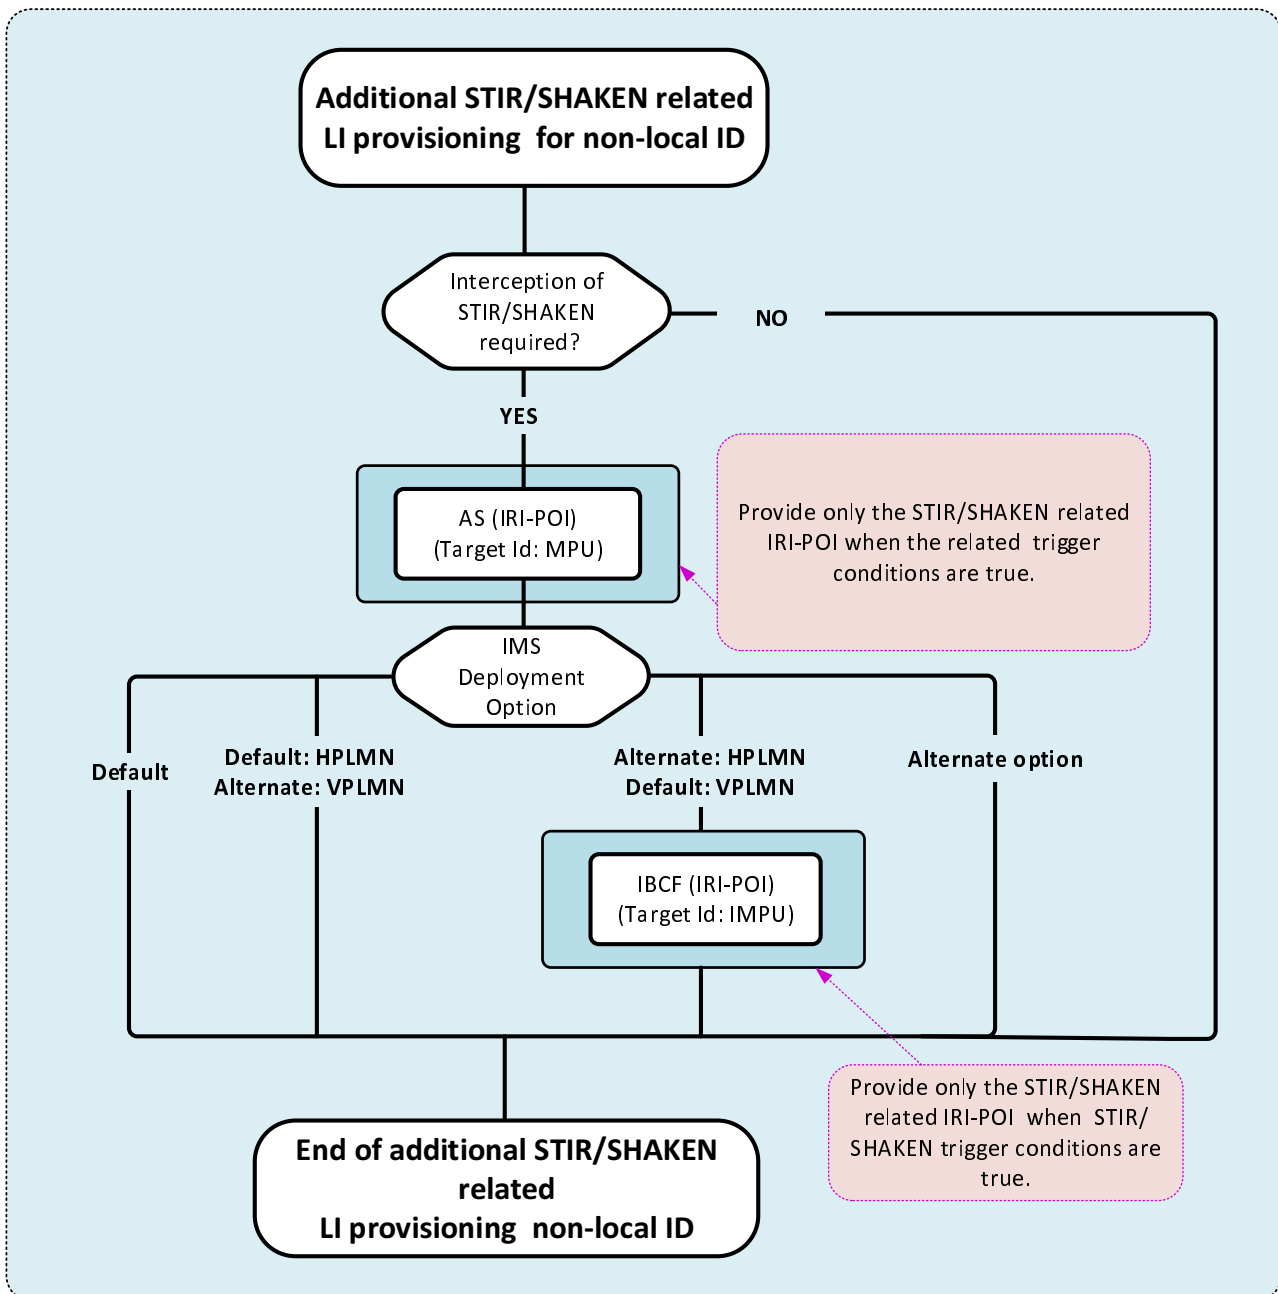 Additional STIR/SHAKEN related
LI provisioning for non-local ID
Interception of
STIR/SHAKEN
required?
NO
YES
AS (IRI-POI)
(Target Id: MPU)
Provide only the STIR/SHAKEN related
IRI-POI when the related trigger
conditions are true.
IMS
Deployment
Option
Default
Default: HPLMN
Alternate: VPLMN
Alternate: HPLMN
Default: VPLMN
Alternate option
IBCF (IRI-POI)
(Target Id: IMPU)
Provide only the STIR/SHAKEN
related IRI-POI when STIR/
SHAKEN trigger conditions are
true.
End of additional STIR/SHAKEN
related
LI provisioning non-local ID